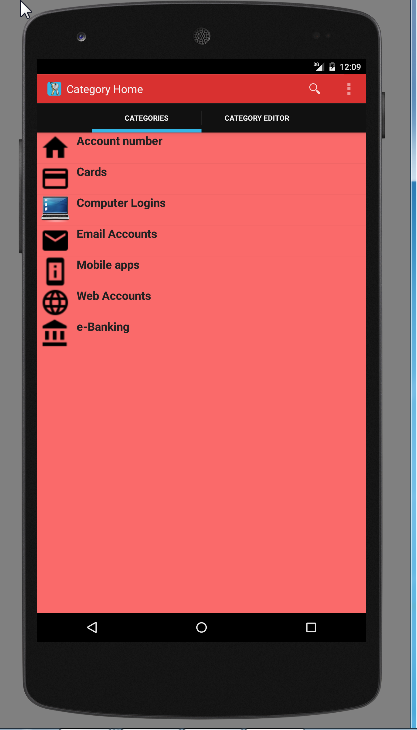 3G 12:09
Category Home
CATEGORIES CATEGORY EDITOR
Account number
Cards
Computer Logins
Email Accounts
Mobile apps
Web Accounts
e-Banking